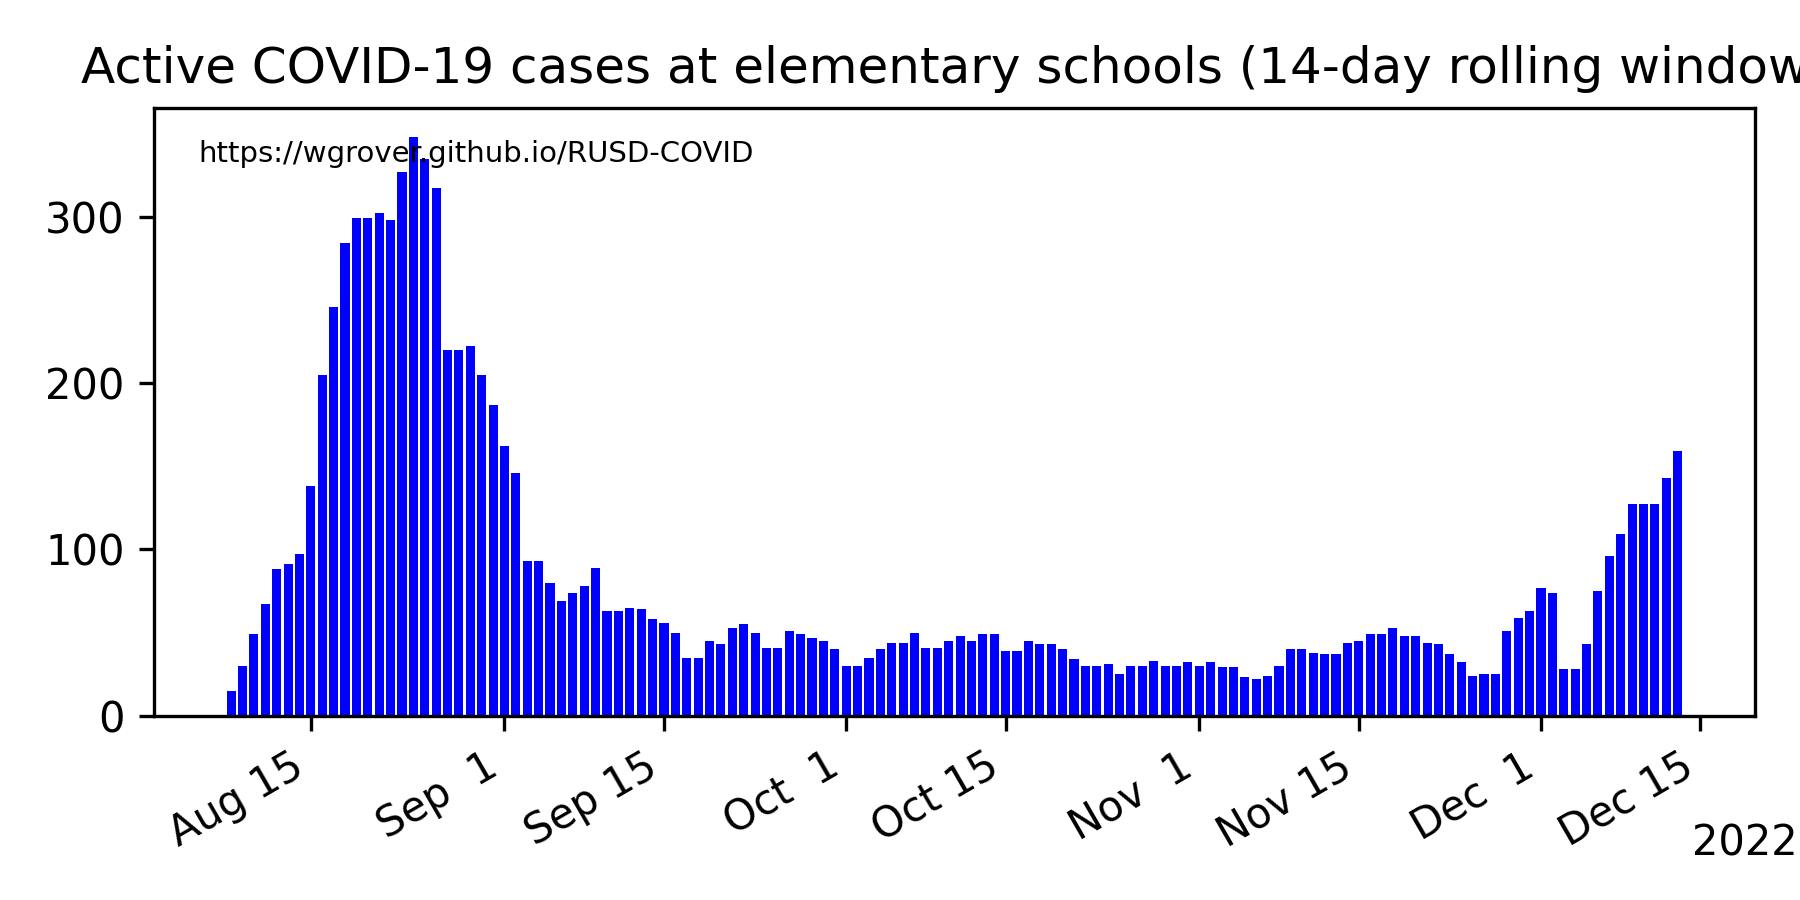 Active COVID-19 cases at elementary schools (14-day rolling window
https://wgrover.github.io/RUSD-COVID
300
200
100
0
Aug 15
Sep 1
Sep 15
Oct 1
Oct 15
Nov 1
Nov 15
Dec 1
Dec 15
2022